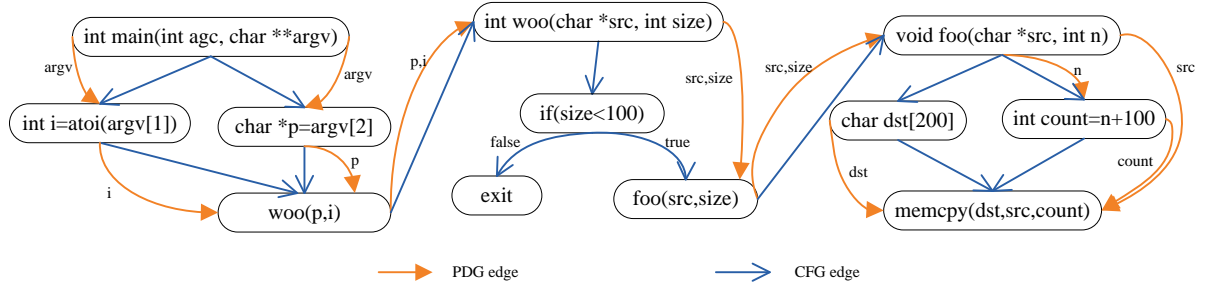 int main(int agc, char **argv)
argv
argv
int i=atoi(argv[1])
char *p=argv[2]
i
p
woo(p,i)
p,i
int woo(char *src, int size)
src,size
if(size<100)
false
true
exit
foo(src,size)
src,size
void foo(char *src, int n)
n
src
char dst[200]
int count=n+100
dst
count
memcpy(dst,src,count)
PDG edge
CFG edge